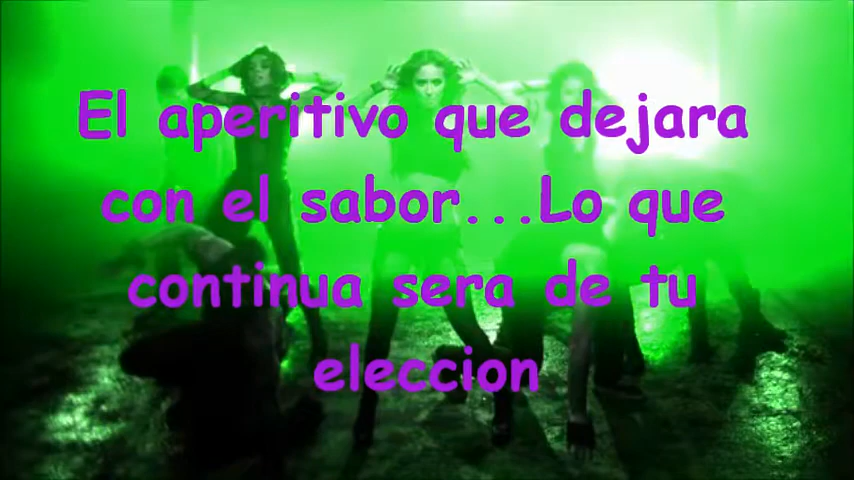 El aperitivo que dejara
con el sabor...Lo que
continua sera de tu
eleccion